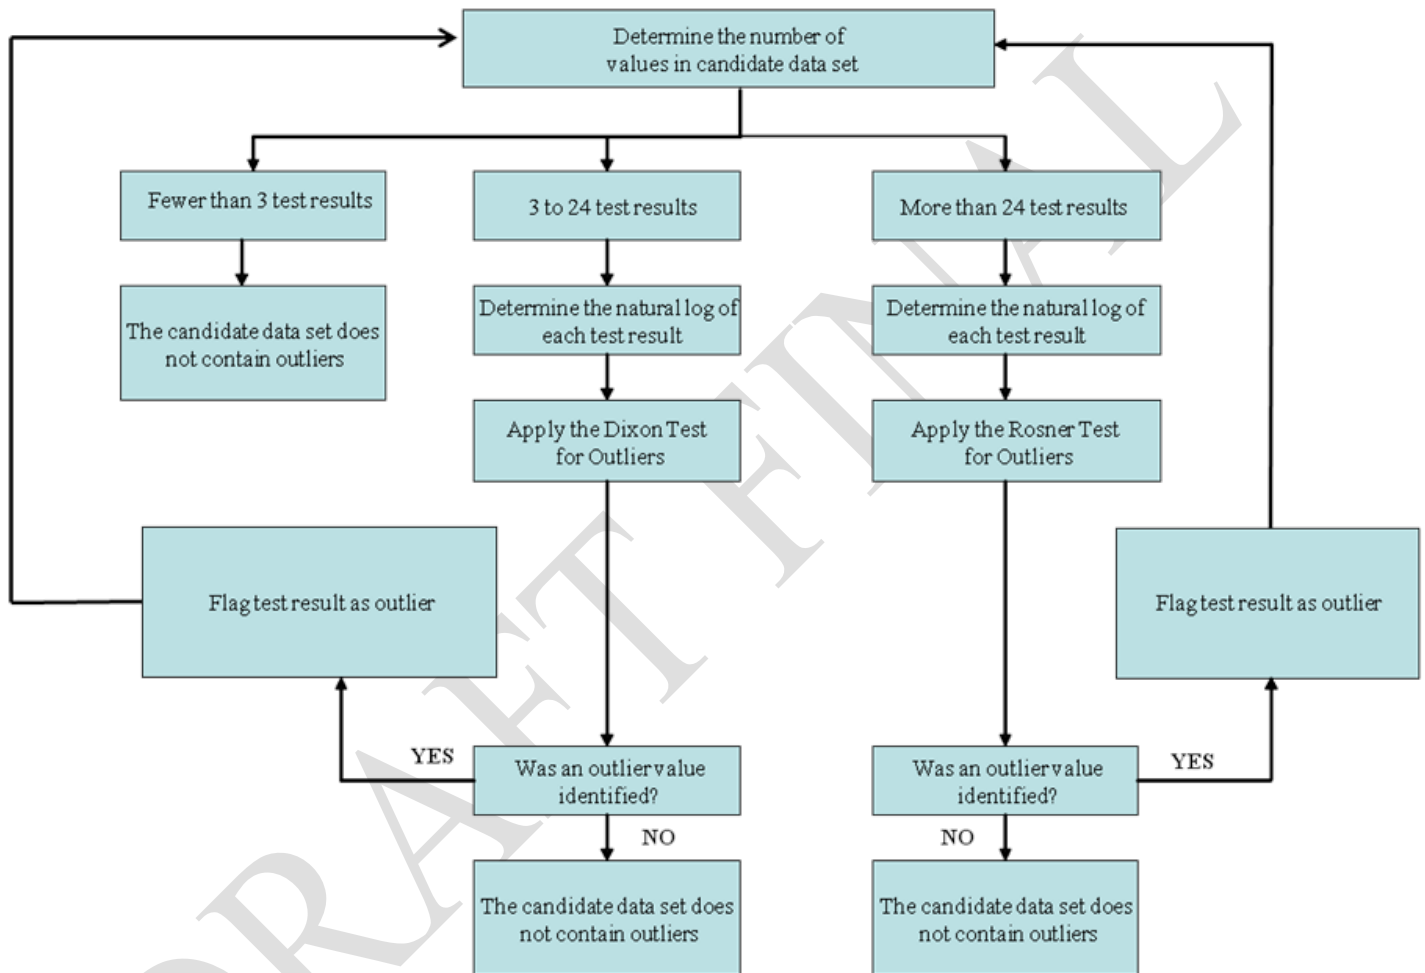 Determine the number of
values in candidate data set
Fewer than 3 test results
3 to 24 test results
More than 24 test results
The candidate data set does
not contain outliers
Determine the natural log of
each test result
Determine the natural log of
each test result
Apply the Dixon Test
for Outliers
Apply the Rosner Test
for Outliers
Flag test result as outlier
Flag test result as outlier
YES
Was an outlier value
identified?
Was an outlier value
identified?
YES
NO
NO
The candidate data set does
not contain outliers
The candidate data set does
not contain outliers
DRAFT FINAL